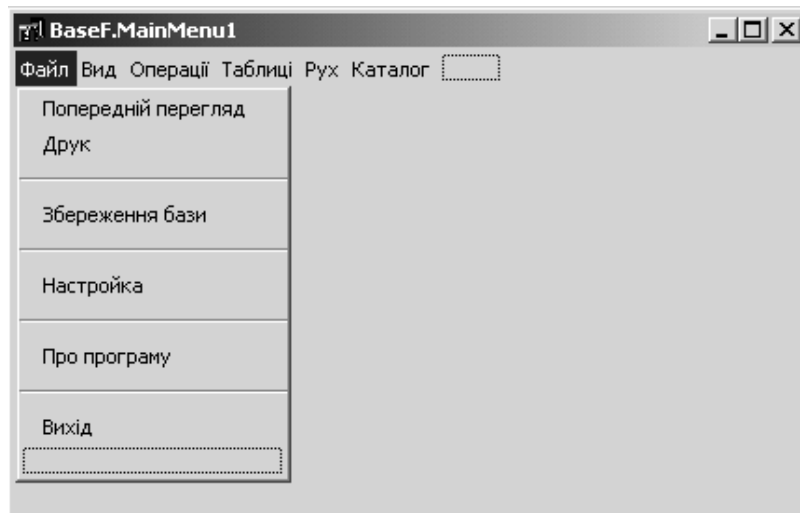 BaseF.MainMenu1
Файл Вид Операції Таблиці Рух Каталог
Попередній перегляд
Друк
Збереження бази
Настройка
Про програму
Вихід